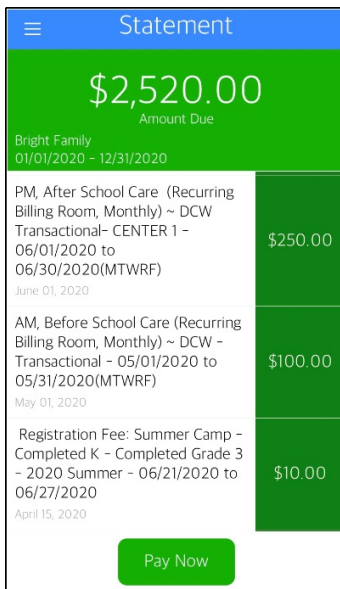 Statement
$2,520.00
Amount Due
Bright Family
01/01/2020 - 12/31/2020
PM, After School Care (Recurring
Billing Room, Monthly) ~ DCW
Transactional- CENTER 1 -
06/01/2020 to
06/30/2020(MTWRF)
June 01, 2020
$250.00
AM, Before School Care (Recurring
Billing Room, Monthly) ~ DCW -
Transactional - 05/01/2020 to
05/31/2020(MTWRF)
May 01, 2020
$100.00
Registration Fee: Summer Camp -
Completed K - Completed Grade 3
- 2020 Summer - 06/21/2020 to
06/27/2020
April 15, 2020
$10.00
Pay Now